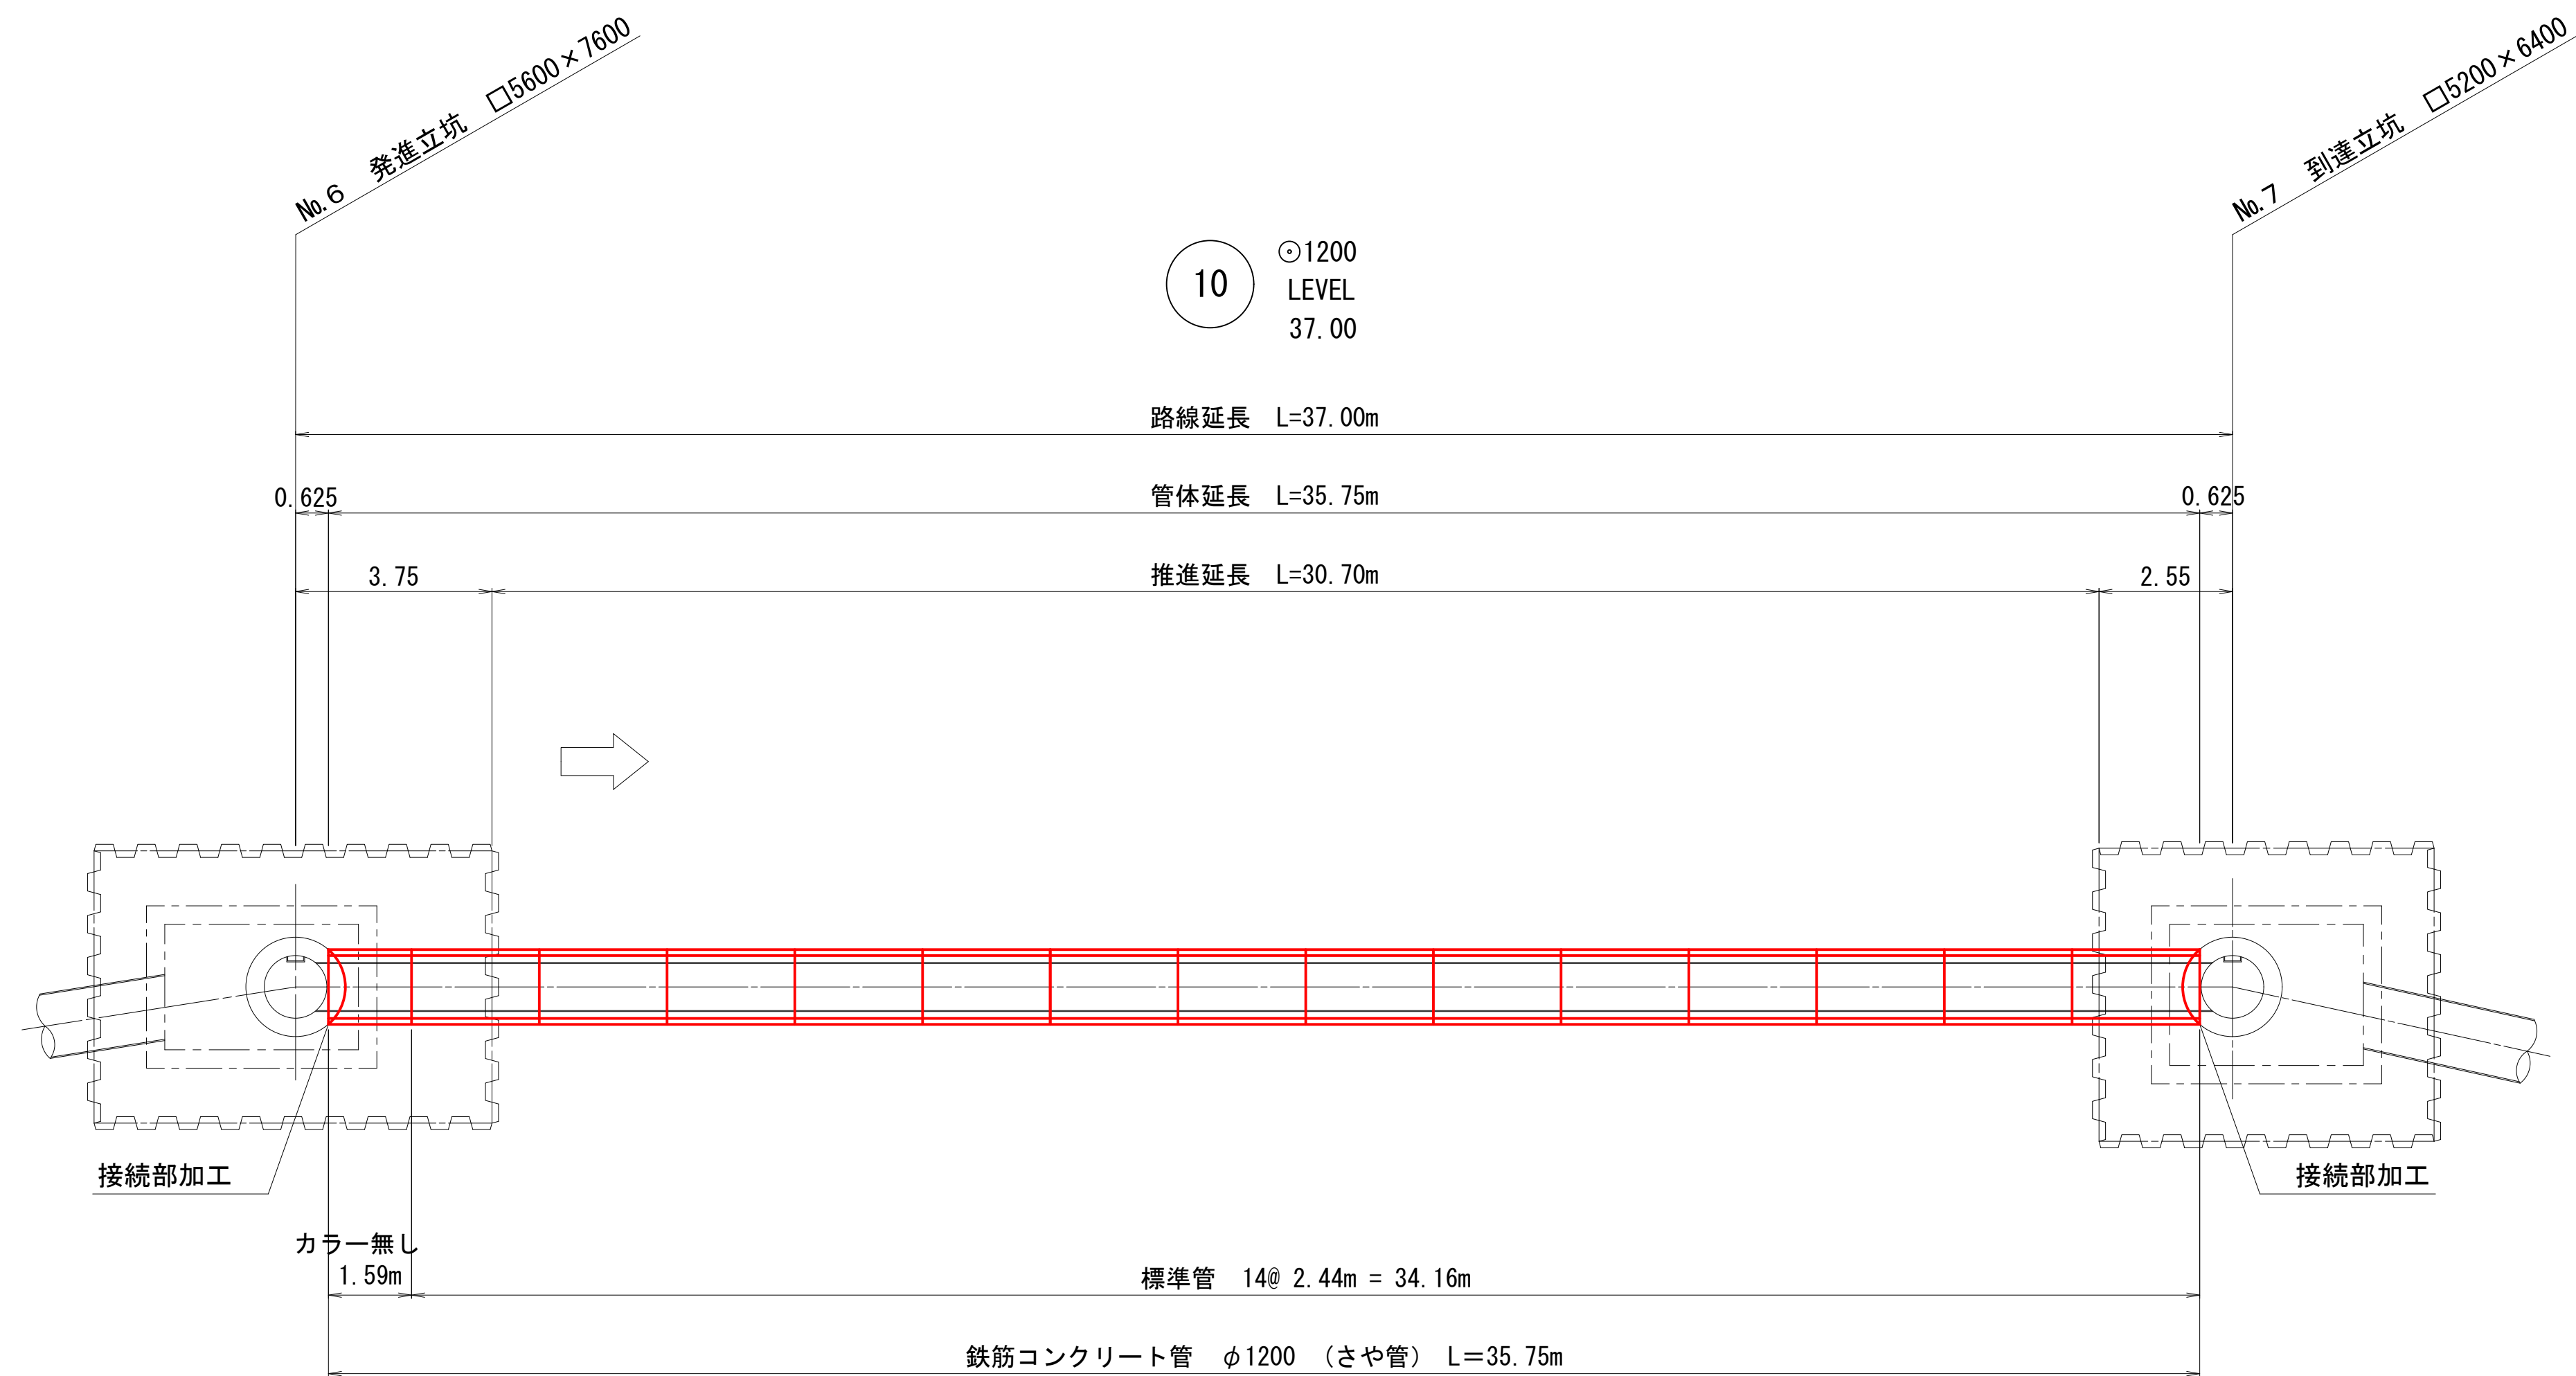 №.6 発進立坑 □5600×7600
№.7 到達立坑 □5200×6400
10
⊙1200
LEVEL
37.00
路線延長 L=37.00m
0.625
管体延長 L=35.75m
0.625
3.75
推進延長 L=30.70m
2.55
接続部加工
接続部加工
カラー無し
1.59m
標準管 14@ 2.44m = 34.16m
鉄筋コンクリート管 φ1200 (さや管) L=35.75m